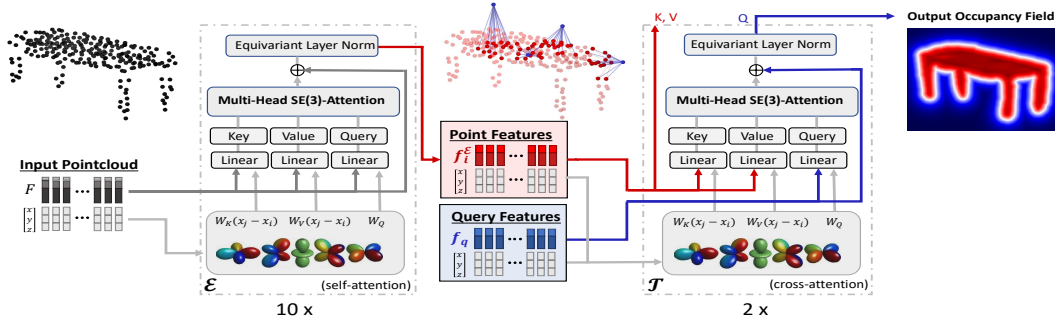 Input Pointcloud
F
[x y z]
Equivariant Layer Norm
Multi-Head SE(3)-Attention
Key Value Query
Linear Linear Linear
W_K(x_j − x_i) W_V(x_j − x_i) W_Q
ℰ
(self-attention)
10 x
Point Features
f_i^ℰ
[x y z]
Query Features
f_q
[x y z]
K, V
Q
Equivariant Layer Norm
Multi-Head SE(3)-Attention
Key Value Query
Linear Linear Linear
W_K(x_j − x_i) W_V(x_j − x_i) W_Q
𝒯
(cross-attention)
2 x
Output Occupancy Field